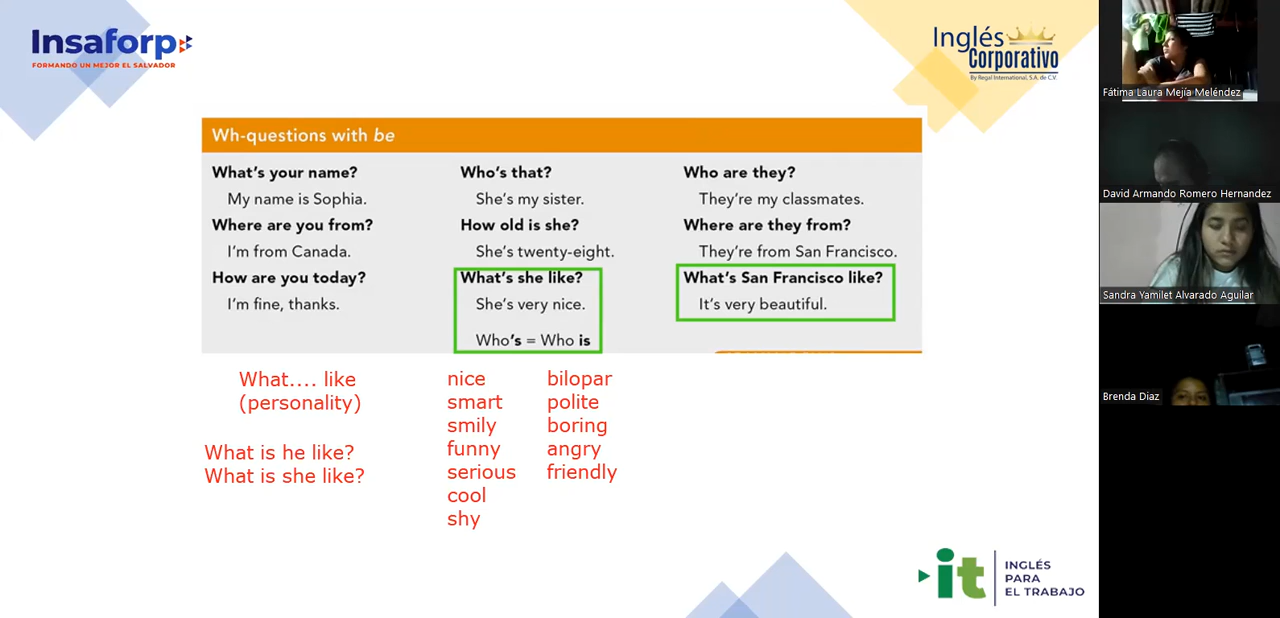 Insaforp
FORMANDO UN MEJOR EL SALVADOR
Inglés
Corporativo
By Regal International, S.A. de C.V.
Wh-questions with be
What's your name?
My name is Sophia.
Where are you from?
I'm from Canada.
How are you today?
I'm fine, thanks.
Who's that?
She's my sister.
How old is she?
She's twenty-eight.
What's she like?
She's very nice.
Who's = Who is
Who are they?
They're my classmates.
Where are they from?
They're from San Francisco.
What's San Francisco like?
It's very beautiful.
What.... like
(personality)
What is he like?
What is she like?
nice
smart
smily
funny
serious
cool
shy
bilopar
polite
boring
angry
friendly
it
INGLÉS
PARA
EL TRABAJO
Fátima Laura Mejía Meléndez
David Armando Romero Hernandez
Sandra Yamilet Alvarado Aguilar
Brenda Diaz